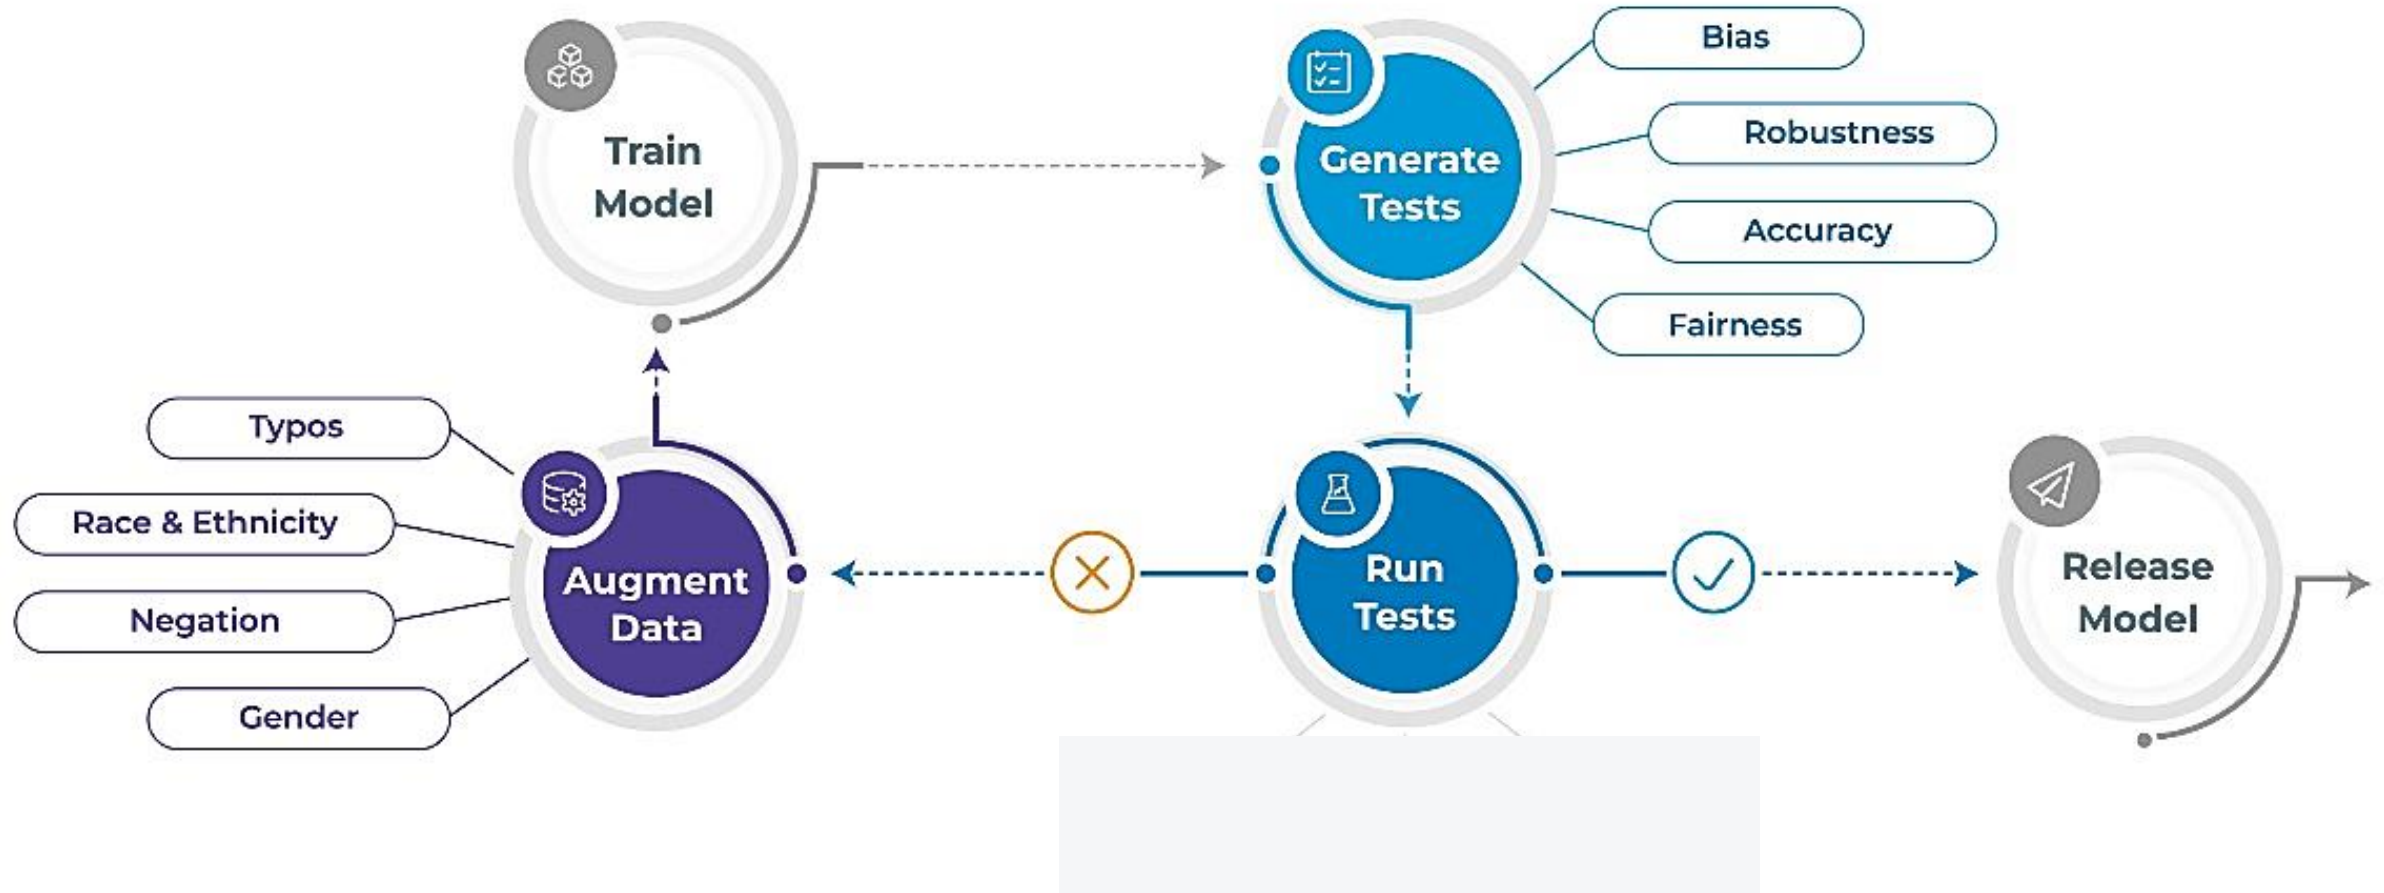 Train
Model
Generate
Tests
Bias
Robustness
Accuracy
Fairness
Typos
Race & Ethnicity
Negation
Gender
Augment
Data
Run
Tests
Release
Model